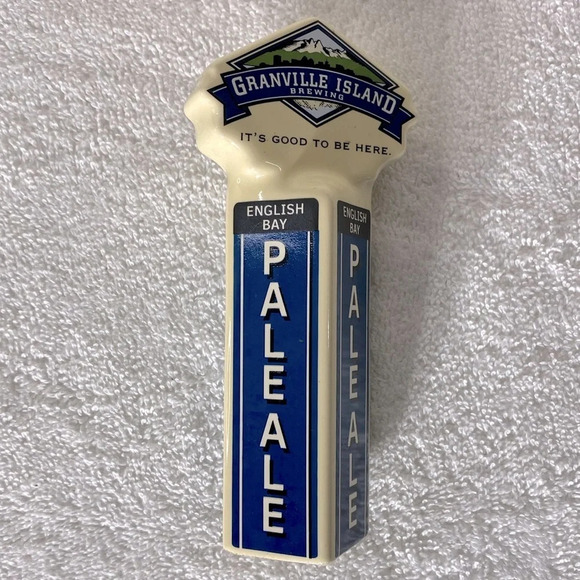 GRANVILLE ISLAND
BREWING
IT'S GOOD TO BE HERE.
ENGLISH
BAY
PALE ALE
ENGLISH
BAY
PALE ALE